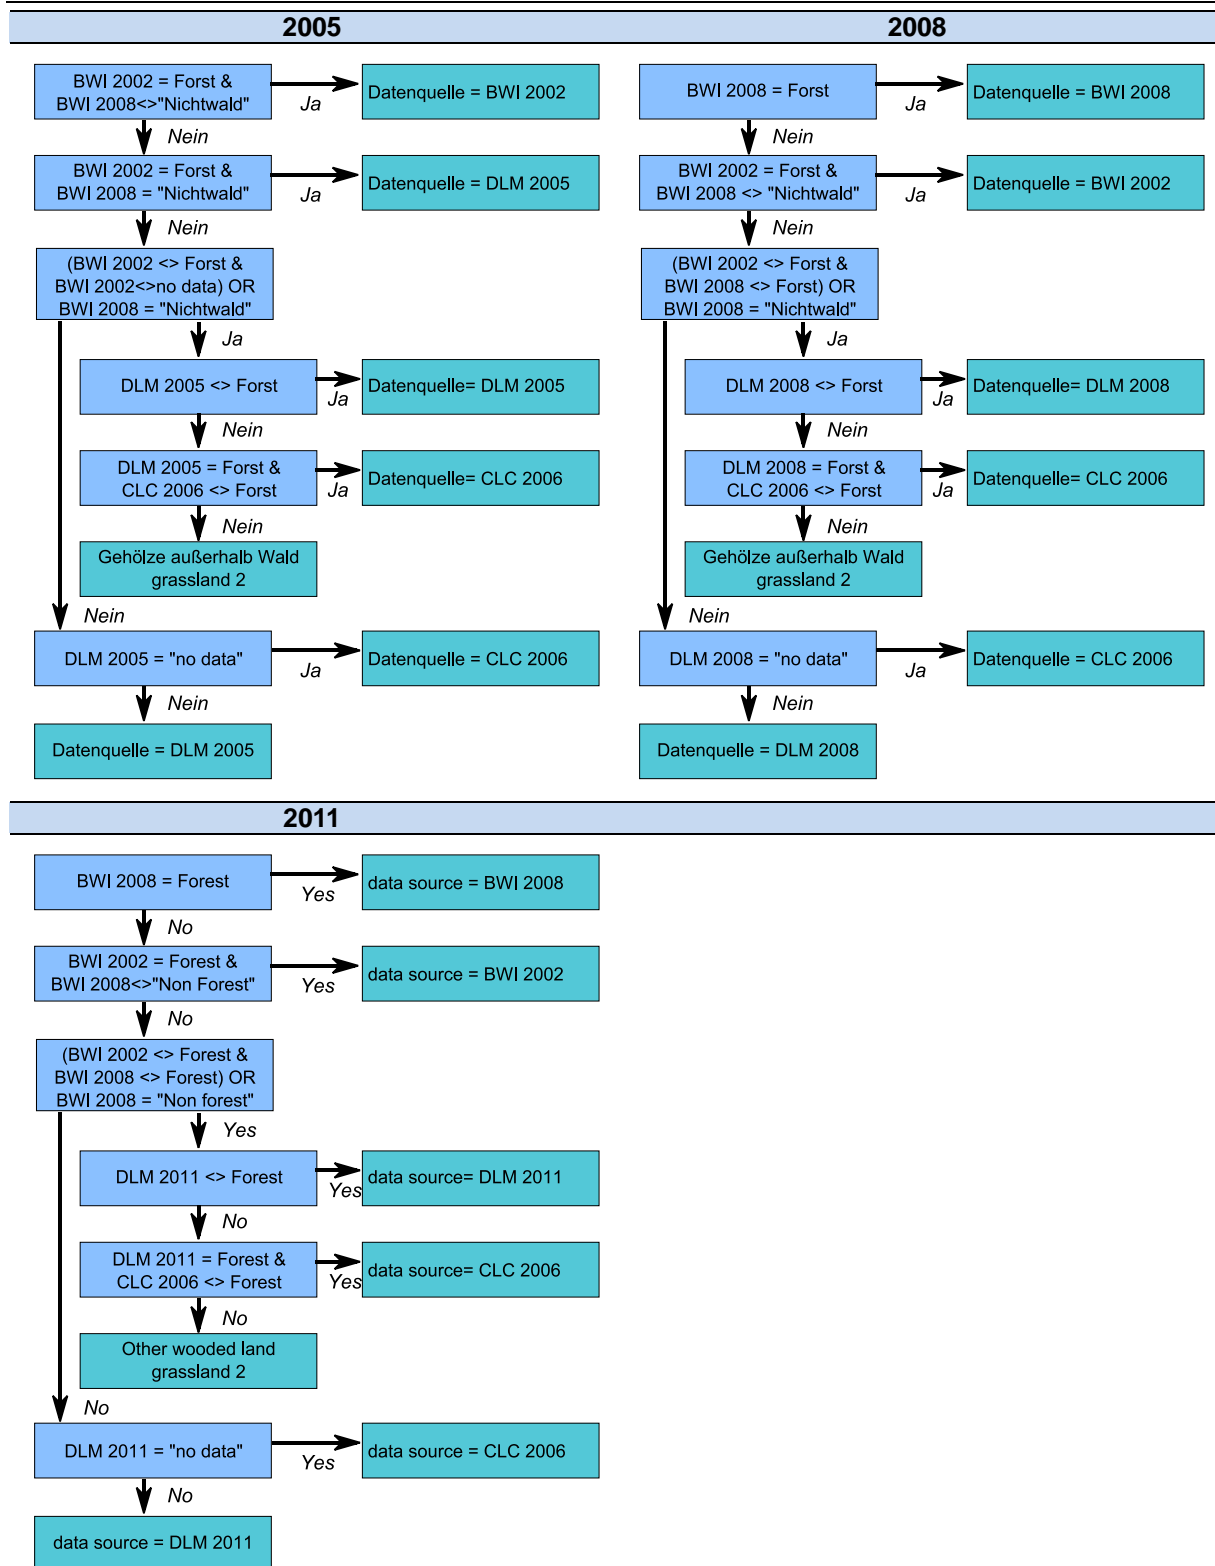 2005
BWI 2002 = Forst &
BWI 2008<>"Nichtwald"
Ja
Datenquelle = BWI 2002
Nein
BWI 2002 = Forst &
BWI 2008 = "Nichtwald"
Ja
Datenquelle = DLM 2005
Nein
(BWI 2002 <> Forst &
BWI 2002<>no data) OR
BWI 2008 = "Nichtwald"
Ja
DLM 2005 <> Forst
Ja
Datenquelle= DLM 2005
Nein
DLM 2005 = Forst &
CLC 2006 <> Forst
Ja
Datenquelle= CLC 2006
Nein
Gehölze außerhalb Wald
grassland 2
Nein
DLM 2005 = "no data"
Ja
Datenquelle = CLC 2006
Nein
Datenquelle = DLM 2005
2008
BWI 2008 = Forst
Ja
Datenquelle = BWI 2008
Nein
BWI 2002 = Forst &
BWI 2008 <> "Nichtwald"
Ja
Datenquelle = BWI 2002
Nein
(BWI 2002 <> Forst &
BWI 2008 <> Forst) OR
BWI 2008 = "Nichtwald"
Ja
DLM 2008 <> Forst
Ja
Datenquelle= DLM 2008
Nein
DLM 2008 = Forst &
CLC 2006 <> Forst
Ja
Datenquelle= CLC 2006
Nein
Gehölze außerhalb Wald
grassland 2
Nein
DLM 2008 = "no data"
Ja
Datenquelle = CLC 2006
Nein
Datenquelle = DLM 2008
2011
BWI 2008 = Forest
Yes
data source = BWI 2008
No
BWI 2002 = Forest &
BWI 2008<>"Non Forest"
Yes
data source = BWI 2002
No
(BWI 2002 <> Forest &
BWI 2008 <> Forest) OR
BWI 2008 = "Non forest"
Yes
DLM 2011 <> Forest
Yes
data source= DLM 2011
No
DLM 2011 = Forest &
CLC 2006 <> Forest
Yes
data source= CLC 2006
No
Other wooded land
grassland 2
No
DLM 2011 = "no data"
Yes
data source = CLC 2006
No
data source = DLM 2011